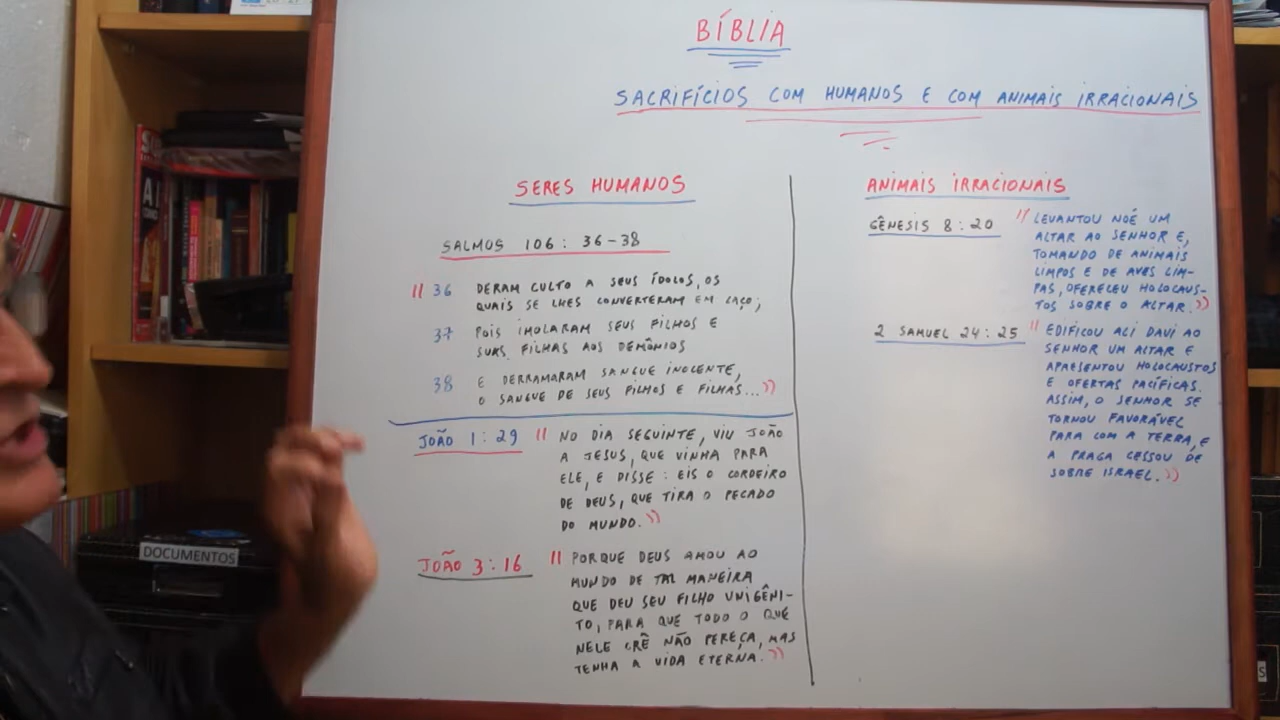 BÍBLIA
SACRIFÍCIOS COM HUMANOS E COM ANIMAIS IRRACIONAIS
SERES HUMANOS
SALMOS 106: 36-38
" 36 DERAM CULTO A SEUS ÍDOLOS, OS
QUAIS SE LHES CONVERTERAM EM LAÇO;
37 POIS IMOLARAM SEUS FILHOS E
SUAS FILHAS AOS DEMÔNIOS
38 E DERRAMARAM SANGUE INOCENTE,
O SANGUE DE SEUS FILHOS E FILHAS..."
JOÃO 1:29 " NO DIA SEGUINTE, VIU JOÃO
A JESUS, QUE VINHA PARA
ELE, E DISSE: EIS O CORDEIRO
DE DEUS, QUE TIRA O PECADO
DO MUNDO."
JOÃO 3:16 " PORQUE DEUS AMOU AO
MUNDO DE TAL MANEIRA
QUE DEU SEU FILHO UNIGÊNI-
TO, PARA QUE TODO O QUE
NELE CRÊ NÃO PEREÇA, MAS
TENHA A VIDA ETERNA."
ANIMAIS IRRACIONAIS
GÊNESIS 8:20 " LEVANTOU NOÉ UM
ALTAR AO SENHOR E,
TOMANDO DE ANIMAIS
LIMPOS E DE AVES LIM-
PAS, OFERECEU HOLOCAUS-
TOS SOBRE O ALTAR."
2 SAMUEL 24:25 " EDIFICOU ALI DAVI AO
SENHOR UM ALTAR E
APRESENTOU HOLOCAUSTOS
E OFERTAS PACÍFICAS.
ASSIM, O SENHOR SE
TORNOU FAVORÁVEL
PARA COM A TERRA, E
A PRAGA CESSOU DE
SOBRE ISRAEL."
DOCUMENTOS